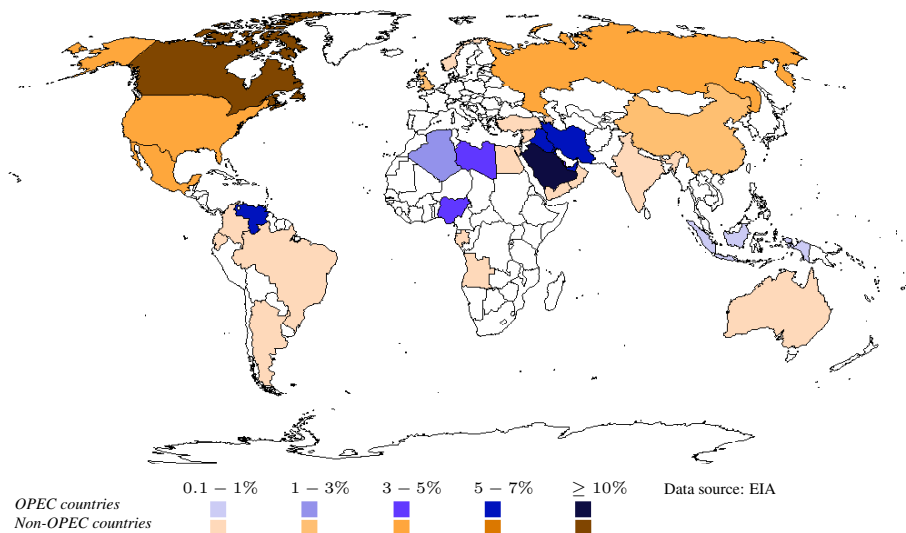 0.1 – 1% 1 – 3% 3 – 5% 5 – 7% ≥ 10% Data source: EIA
OPEC countries
Non-OPEC countries